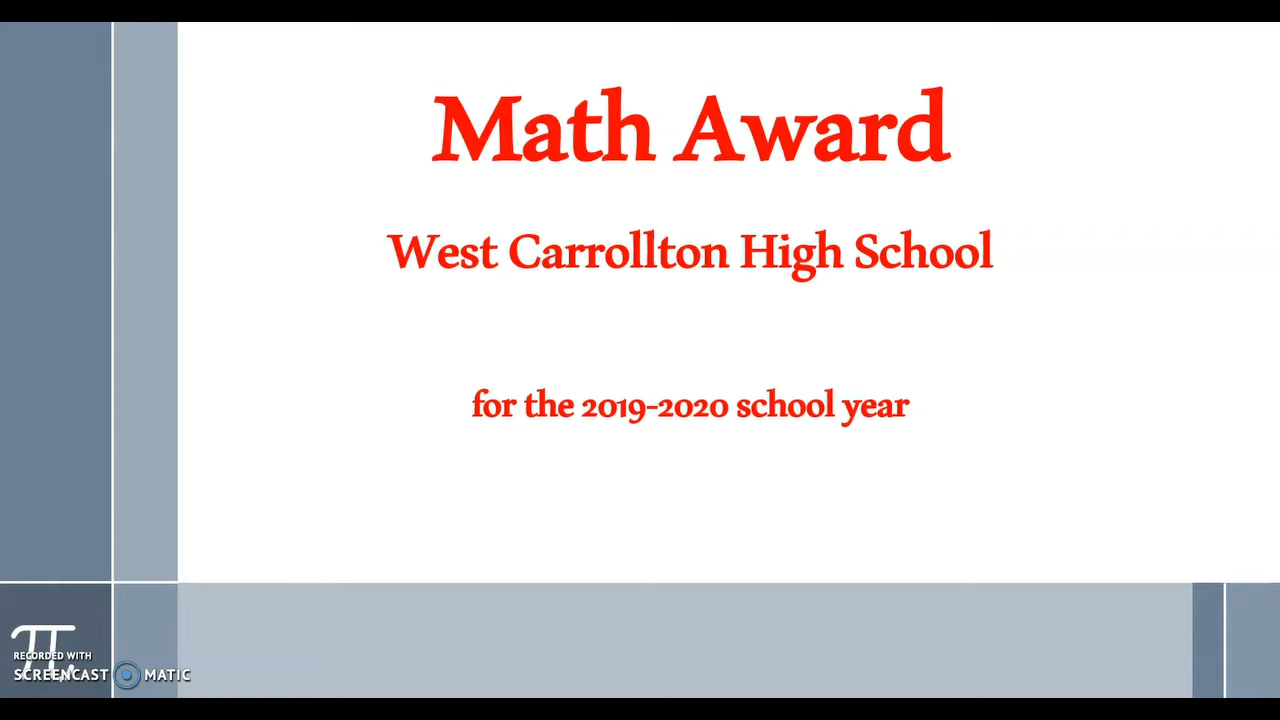 Math Award
West Carrollton High School
for the 2019-2020 school year
π
RECORDED WITH
SCREENCAST MATIC